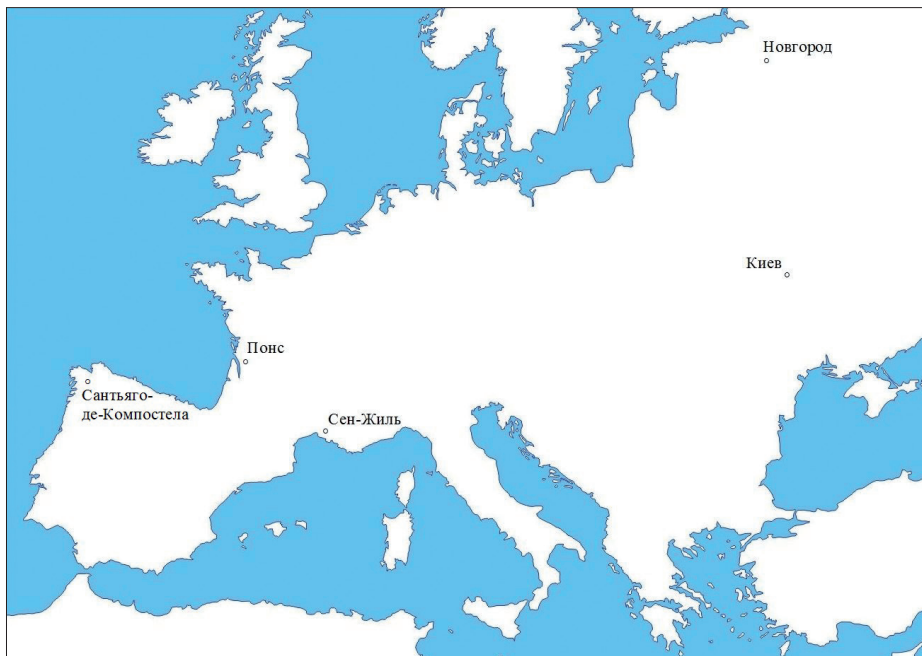 Новгород
Киев
Понс
Сантьяго-
де-Компостела
Сен-Жиль